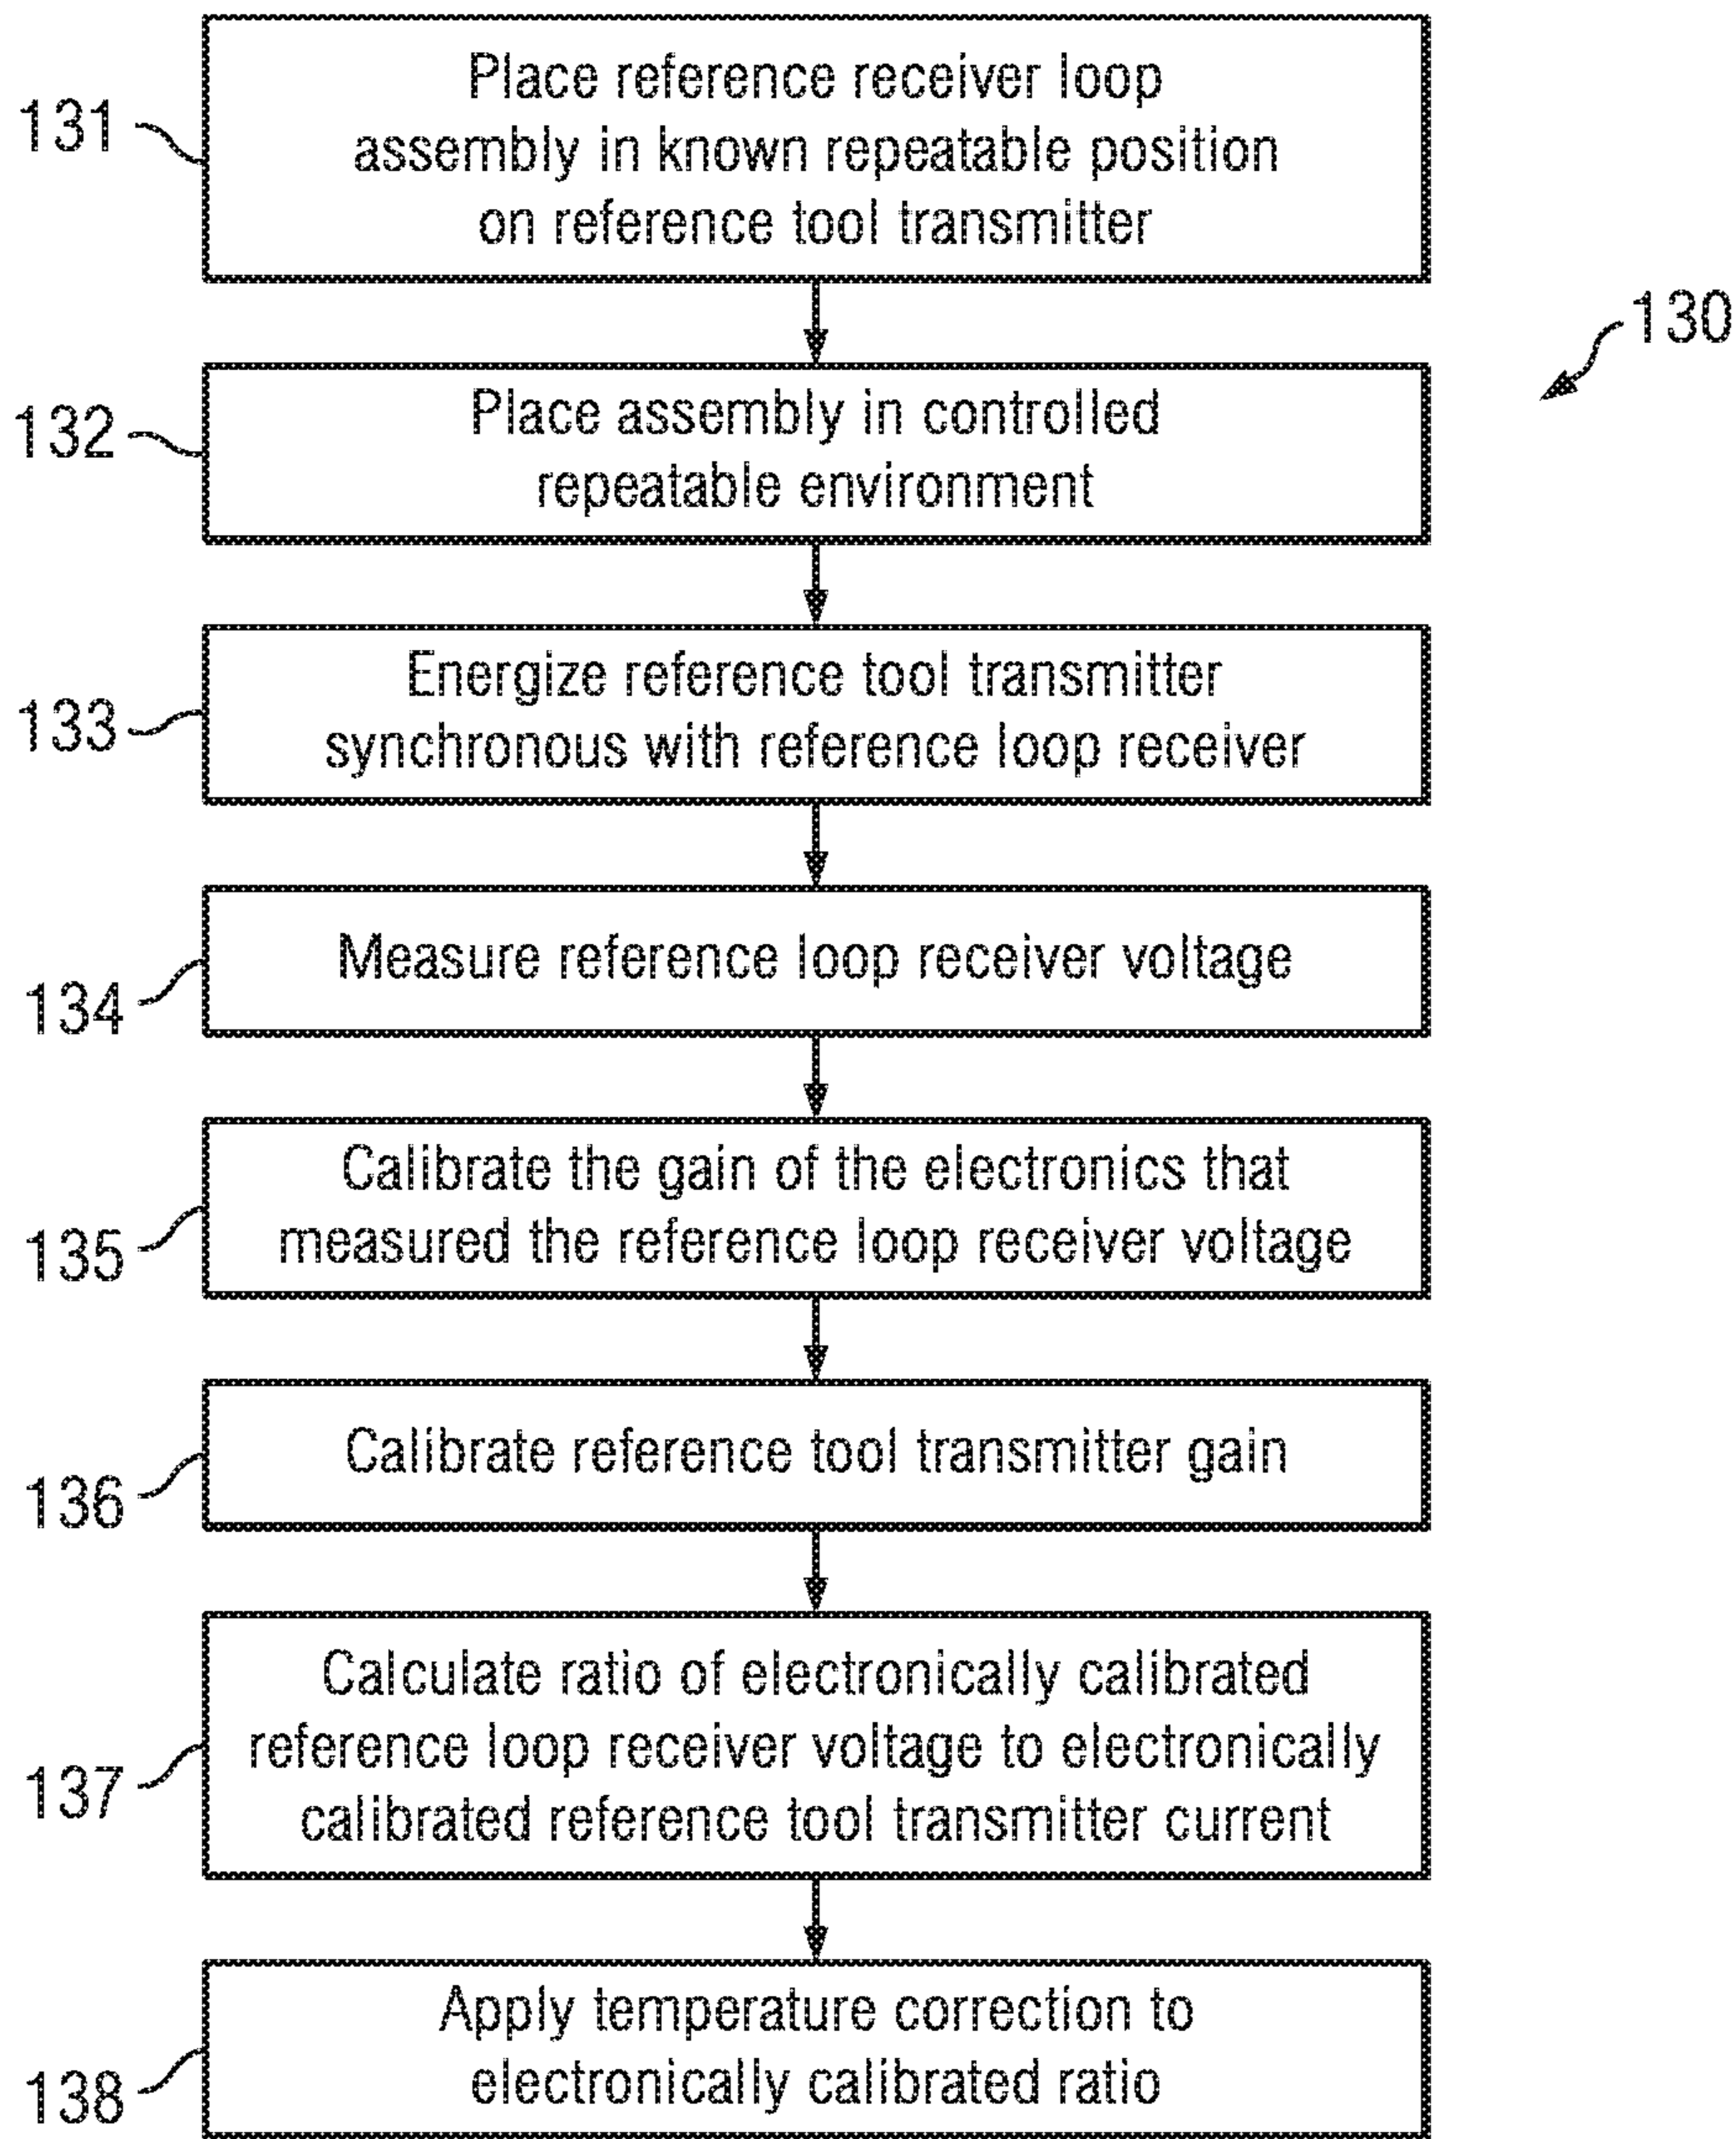 Place reference receiver loop
assembly in known repeatable position
on reference tool transmitter
131
130
Place assembly in controlled
repeatable environment
132
Energize reference tool transmitter
synchronous with reference loop receiver
133
Measure reference loop receiver voltage
134
Calibrate the gain of the electronics that
measured the reference loop receiver voltage
135
Calibrate reference tool transmitter gain
136
Calculate ratio of electronically calibrated
reference loop receiver voltage to electronically
calibrated reference tool transmitter current
137
Apply temperature correction to
electronically calibrated ratio
138